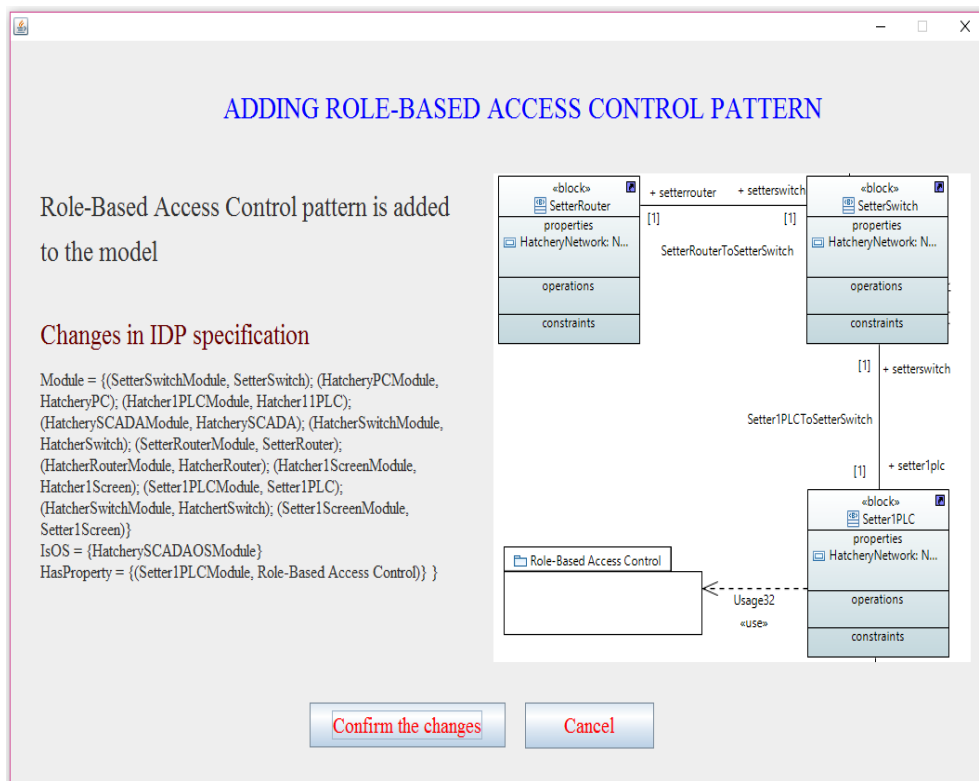 ADDING ROLE-BASED ACCESS CONTROL PATTERN
Role-Based Access Control pattern is added
to the model
Changes in IDP specification
Module = {(SetterSwitchModule, SetterSwitch); (HatcheryPCModule,
HatcheryPC); (Hatcher1PLCModule, Hatcher11PLC);
(HatcherySCADAModule, HatcherySCADA); (HatcherSwitchModule,
HatcherSwitch); (SetterRouterModule, SetterRouter);
(HatcherRouterModule, HatcherRouter); (Hatcher1ScreenModule,
Hatcher1Screen); (Setter1PLCModule, Setter1PLC);
(HatcherSwitchModule, HatchertSwitch); (Setter1ScreenModule,
Setter1Screen)}
IsOS = {HatcherySCADAOSModule}
HasProperty = {(Setter1PLCModule, Role-Based Access Control)} }
«block»
SetterRouter
properties
HatcheryNetwork: N...
operations
constraints
+ setterrouter
+ setterswitch
[1]
[1]
SetterRouterToSetterSwitch
«block»
SetterSwitch
properties
HatcheryNetwork: N...
operations
constraints
[1]
+ setterswitch
Setter1PLCToSetterSwitch
[1]
+ setter1plc
«block»
Setter1PLC
properties
HatcheryNetwork: N...
operations
constraints
Role-Based Access Control
Usage32
«use»
Confirm the changes
Cancel